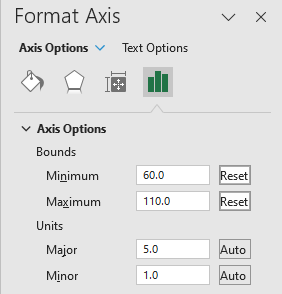 Format Axis
Axis Options Text Options
Axis Options
Bounds
Minimum 60.0 Reset
Maximum 110.0 Reset
Units
Major 5.0 Auto
Minor 1.0 Auto